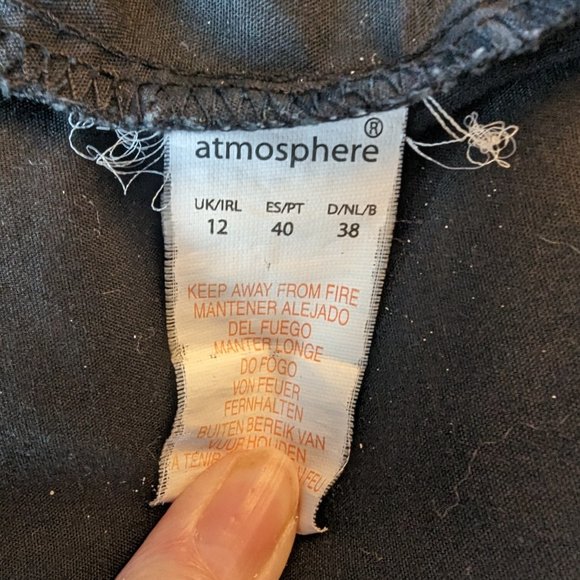 atmosphere®
UK/IRL ES/PT D/NL/B
12 40 38
KEEP AWAY FROM FIRE
MANTENER ALEJADO
DEL FUEGO
MANTER LONGE
DO FOGO
VON FEUER
FERNHALTEN
BUITEN BEREIK VAN
VUUR HOUDEN
A